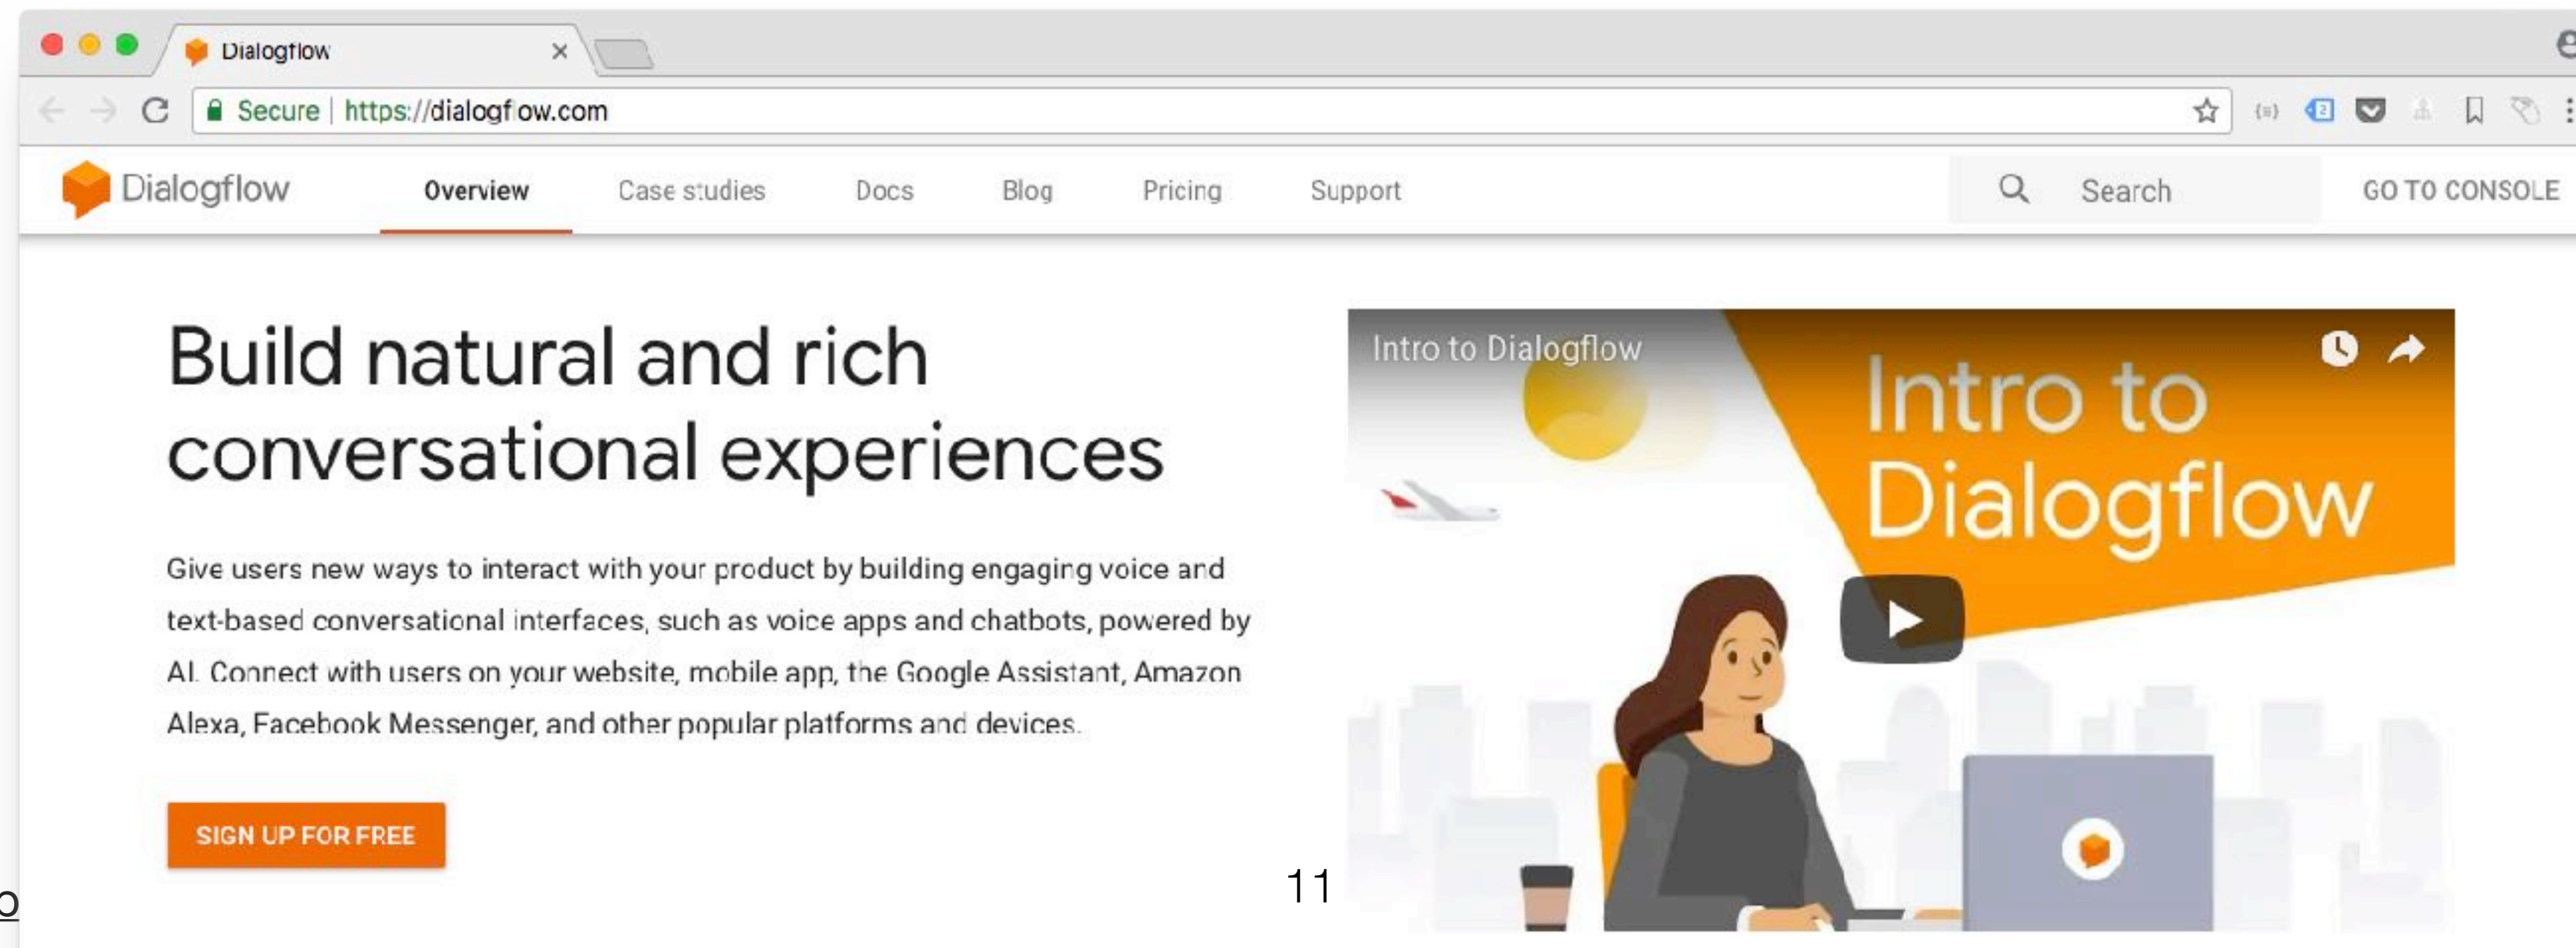 Dialogflow
Secure | https://dialogflow.com
Dialogflow Overview Case studies Docs Blog Pricing Support Search GO TO CONSOLE
Build natural and rich
conversational experiences
Give users new ways to interact with your product by building engaging voice and
text-based conversational interfaces, such as voice apps and chatbots, powered by
AI. Connect with users on your website, mobile app, the Google Assistant, Amazon
Alexa, Facebook Messenger, and other popular platforms and devices.
SIGN UP FOR FREE
Intro to Dialogflow
Intro to
Dialogflow
11